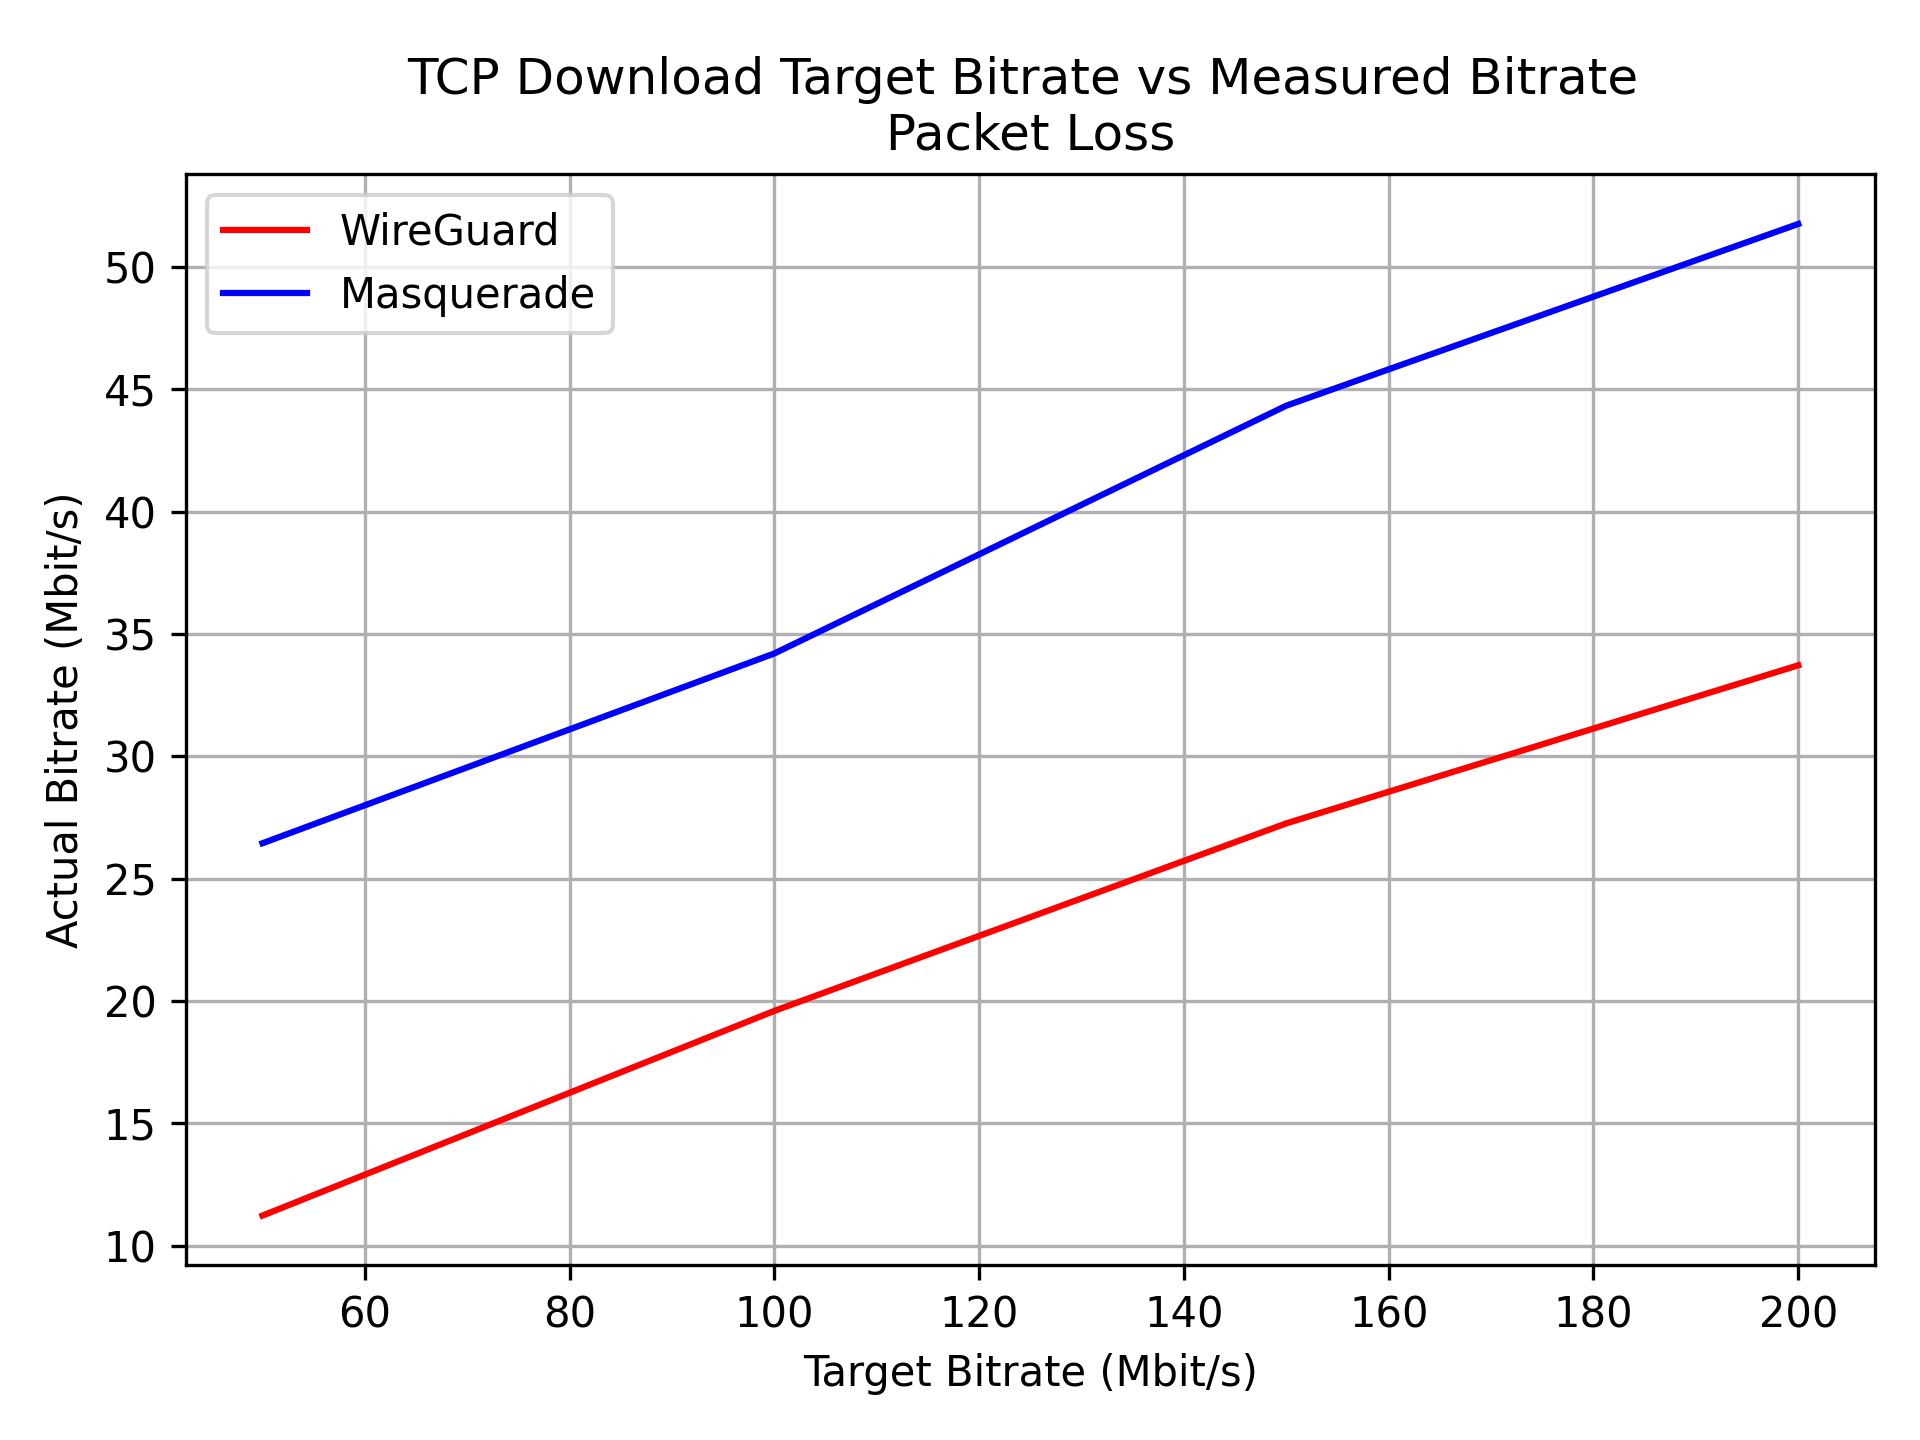 TCP Download Target Bitrate vs Measured Bitrate
Packet Loss
WireGuard
Masquerade
Actual Bitrate (Mbit/s)
50
45
40
35
30
25
20
15
10
60 80 100 120 140 160 180 200
Target Bitrate (Mbit/s)